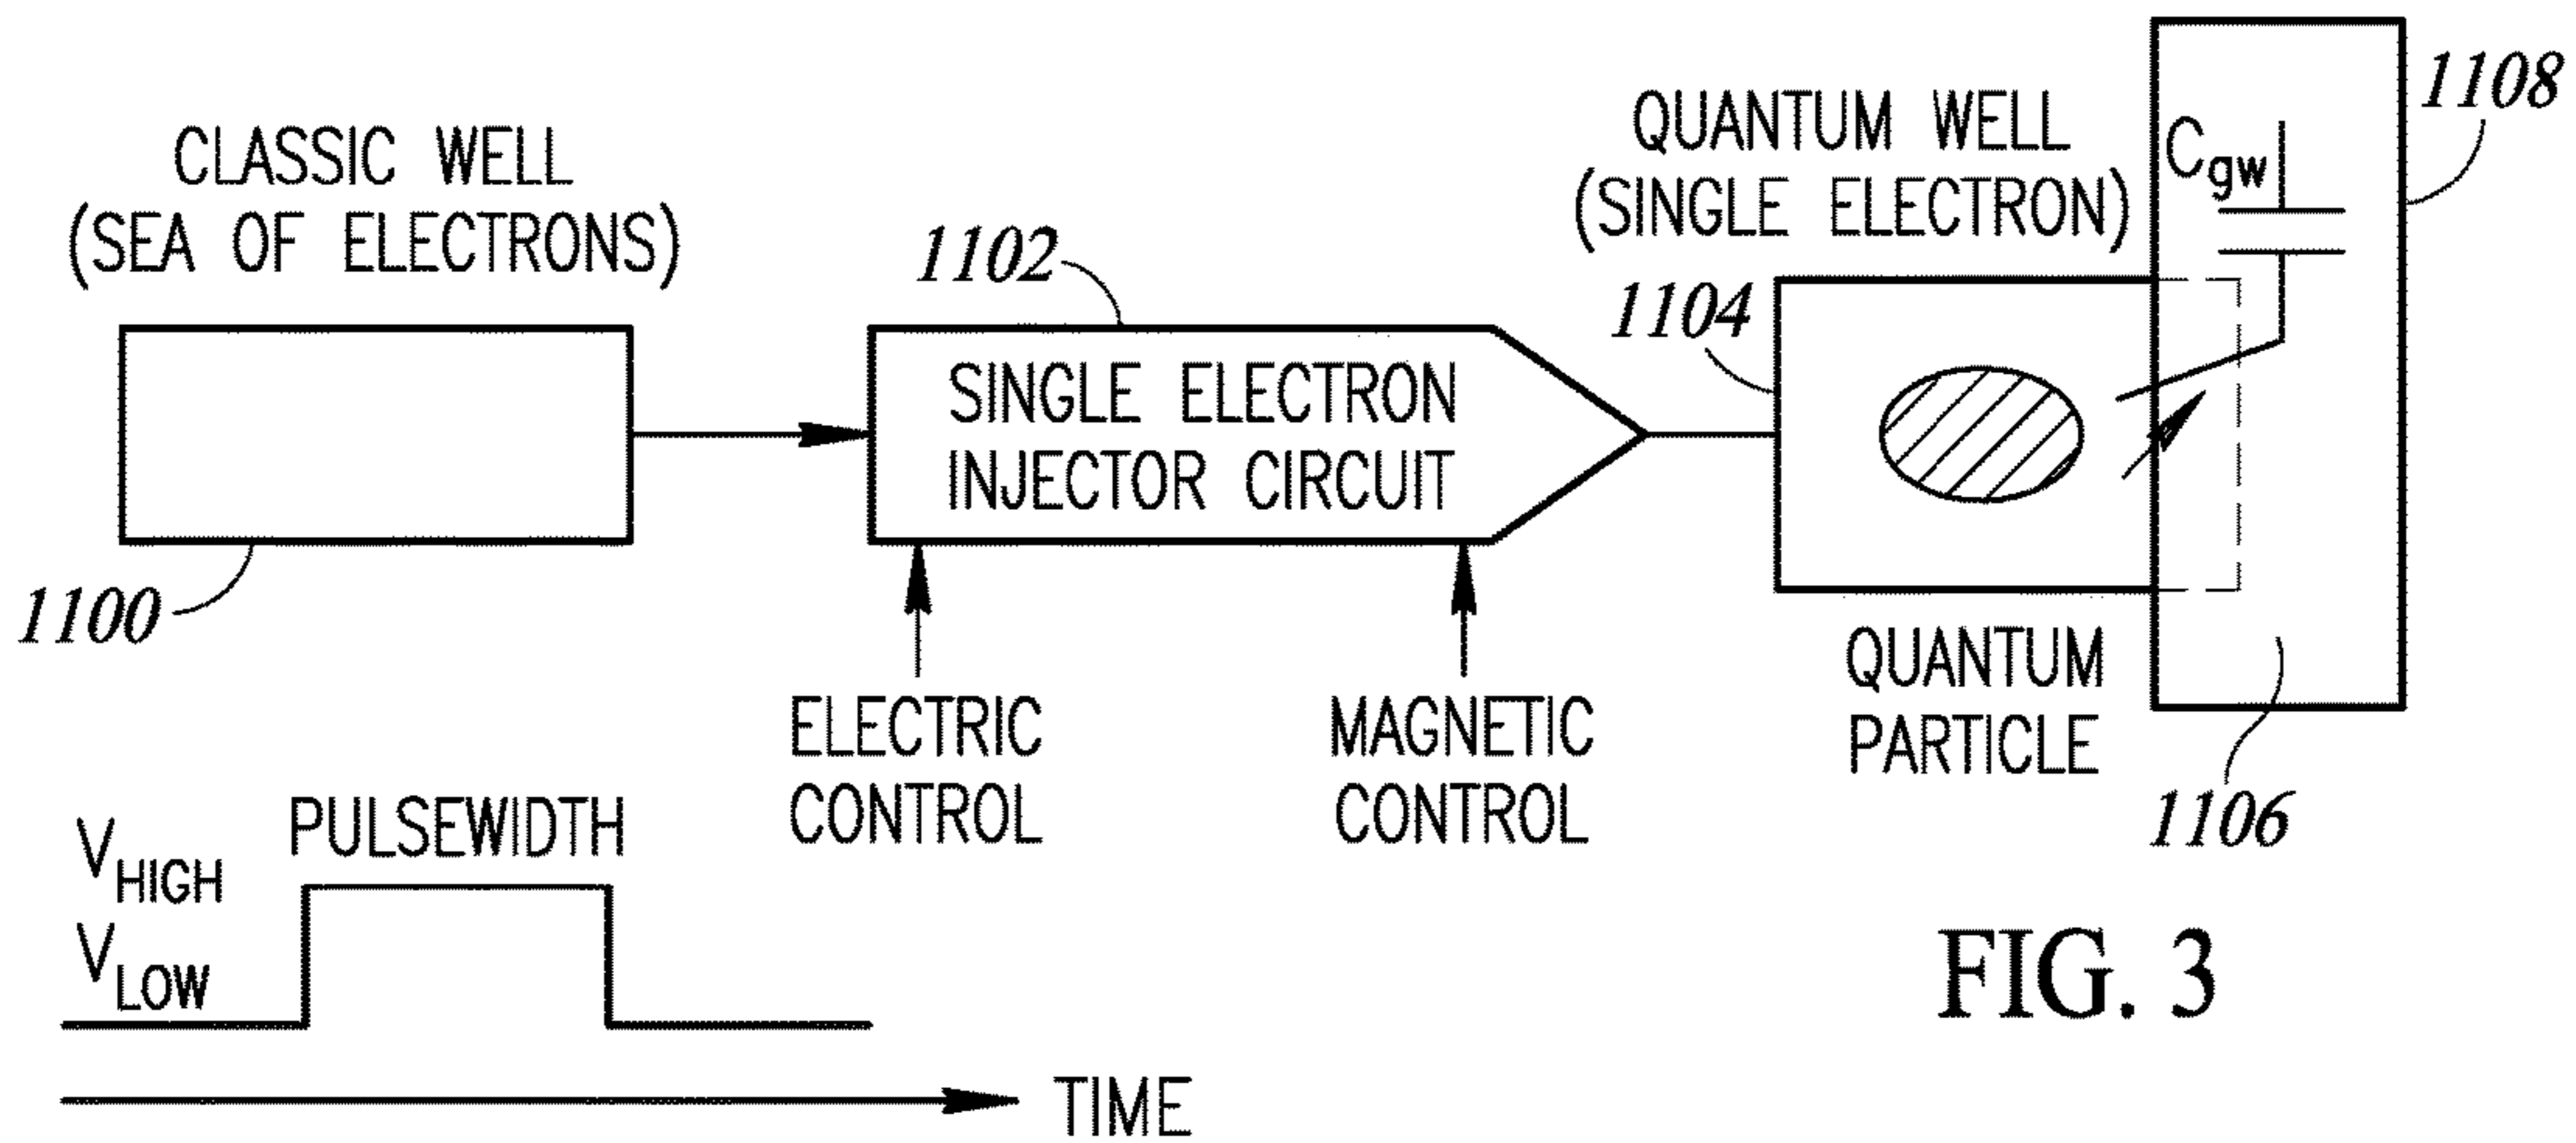 CLASSIC WELL
(SEA OF ELECTRONS)
1100
1102
SINGLE ELECTRON
INJECTOR CIRCUIT
ELECTRIC
CONTROL
MAGNETIC
CONTROL
QUANTUM WELL
(SINGLE ELECTRON)
1104
Cgw
1108
QUANTUM
PARTICLE
1106
VHIGH
PULSEWIDTH
VLOW
TIME
FIG. 3